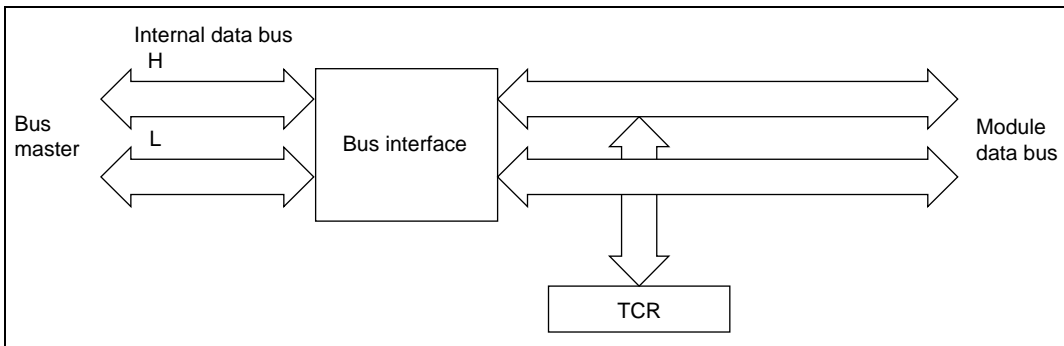 Internal data bus
H
Bus
master
L
Bus interface
Module
data bus
TCR